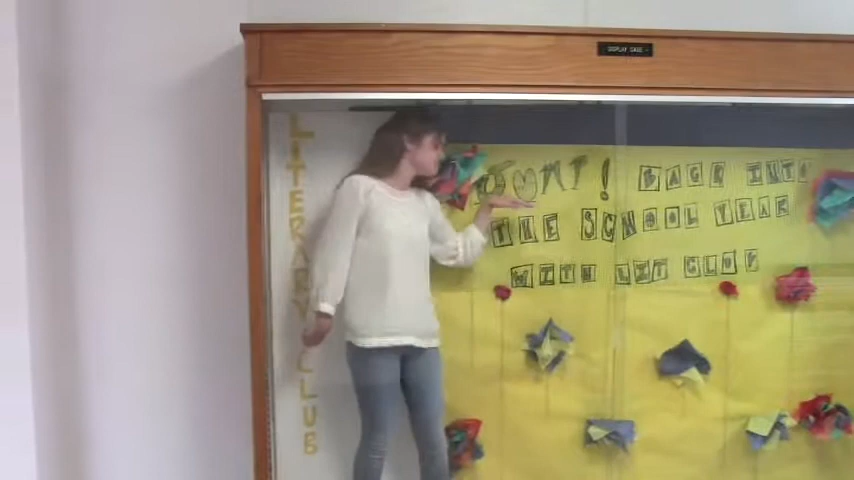 DISPLAY CASE
LITERARY CLUB
BACK INTO
THE SCHOOL YEAR
WITH LIT CLUB